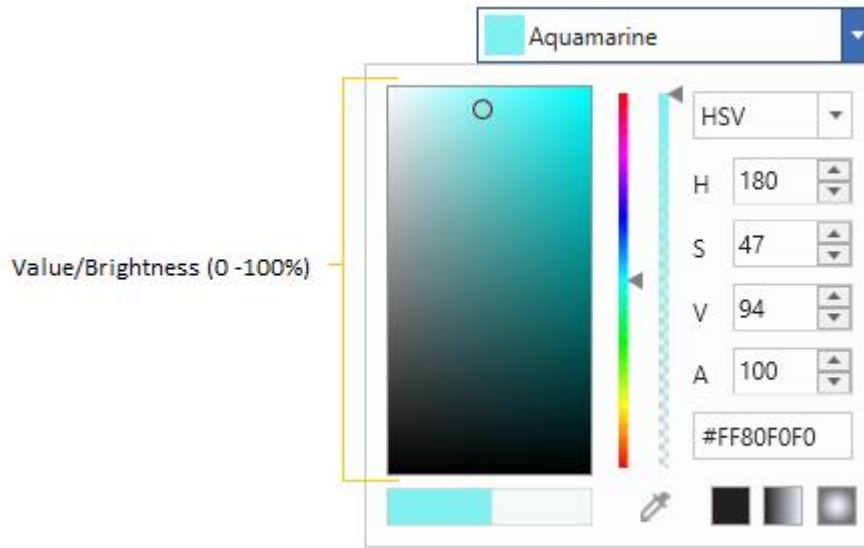 Aquamarine
HSV
H 180
S 47
Value/Brightness (0 -100%)
V 94
A 100
#FF80F0F0